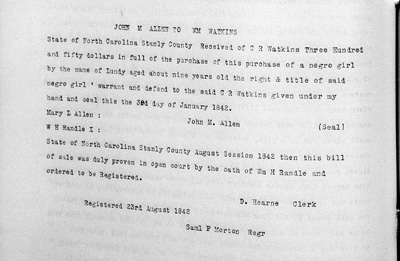 JOHN M ALLEN TO WM WATKINS
State of North Carolina Stanly County Received of C R Watkins Three Hundred
and fifty dollars in full of the purchase of this purchase of a negro girl
by the name of Lundy aged about nine years old the right & title of said
negro girl ' warrant and defend to the said C R Watkins given under my
hand and seal this 3rd day of January 1842.
Mary L Allen :
John M. Allen (Seal)
W H Randle I :
State of North Carolina Stanly County August Session 1842 then this bill
of sale was duly proven in open court by the oath of Wm H Randle and
ordered to be Registered.
D. Hearne Clerk
Registered 23rd August 1842
Saml P Morton Regr